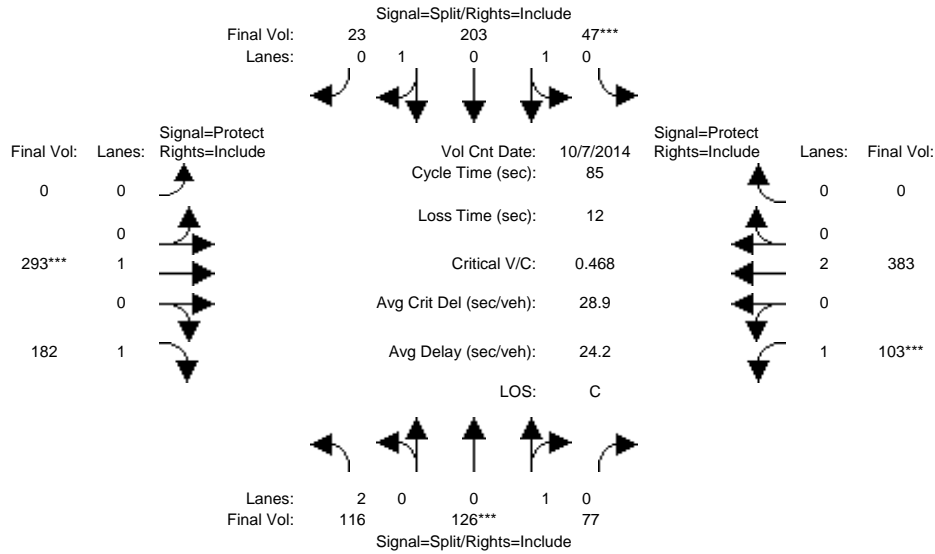 Signal=Split/Rights=Include
Final Vol: 23 203 47***
Lanes: 0 1 0 1 0
Signal=Protect Signal=Protect
Final Vol: Lanes: Rights=Include Vol Cnt Date: 10/7/2014 Rights=Include Lanes: Final Vol:
Cycle Time (sec): 85
0 0 0 0
Loss Time (sec): 12
0 0
293*** 1 Critical V/C: 0.468 2 383
0 Avg Crit Del (sec/veh): 28.9 0
182 1 Avg Delay (sec/veh): 24.2 1 103***
LOS: C
Lanes: 2 0 0 1 0
Final Vol: 116 126*** 77
Signal=Split/Rights=Include